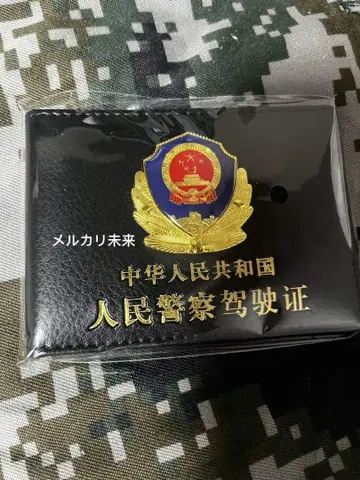 メルカリ未来
中华人民共和国
人民警察驾驶证